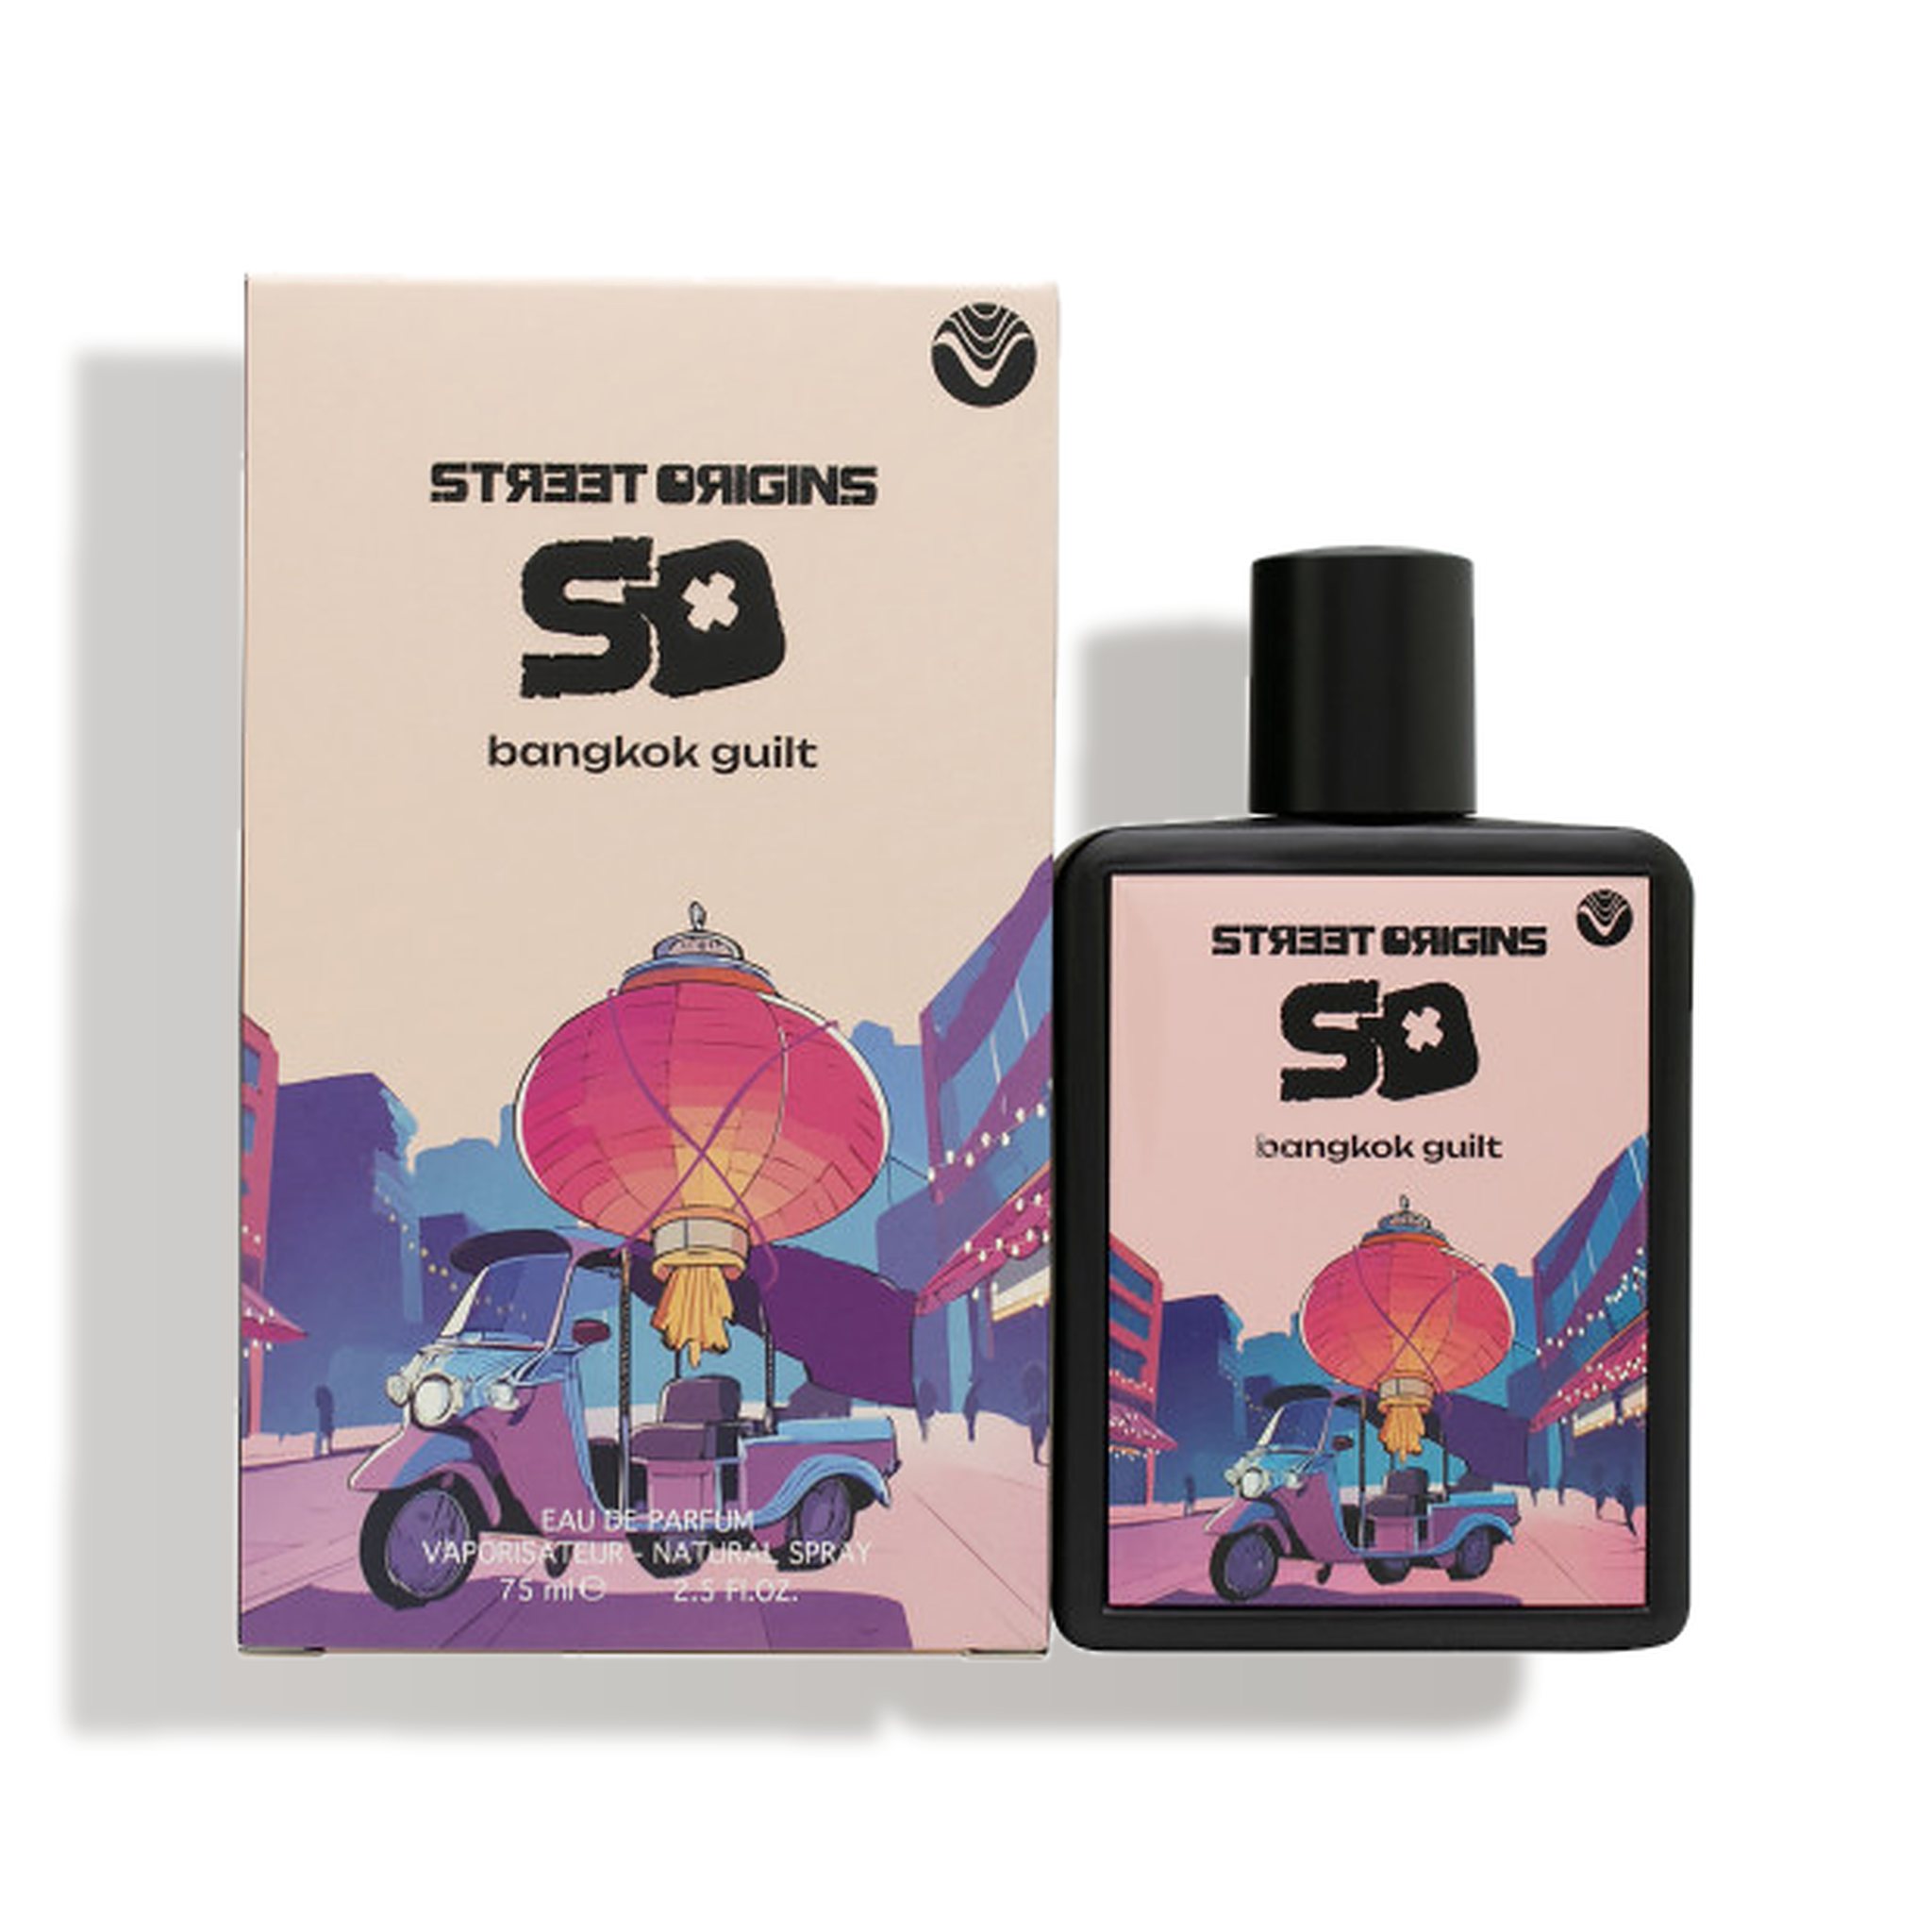 STREET ORIGINS
SO
bangkok guilt
EAU DE PARFUM
VAPORISATEUR - NATURAL SPRAY
75 ml ℮ 2.5 Fl.OZ.
STREET ORIGINS
SO
bangkok guilt